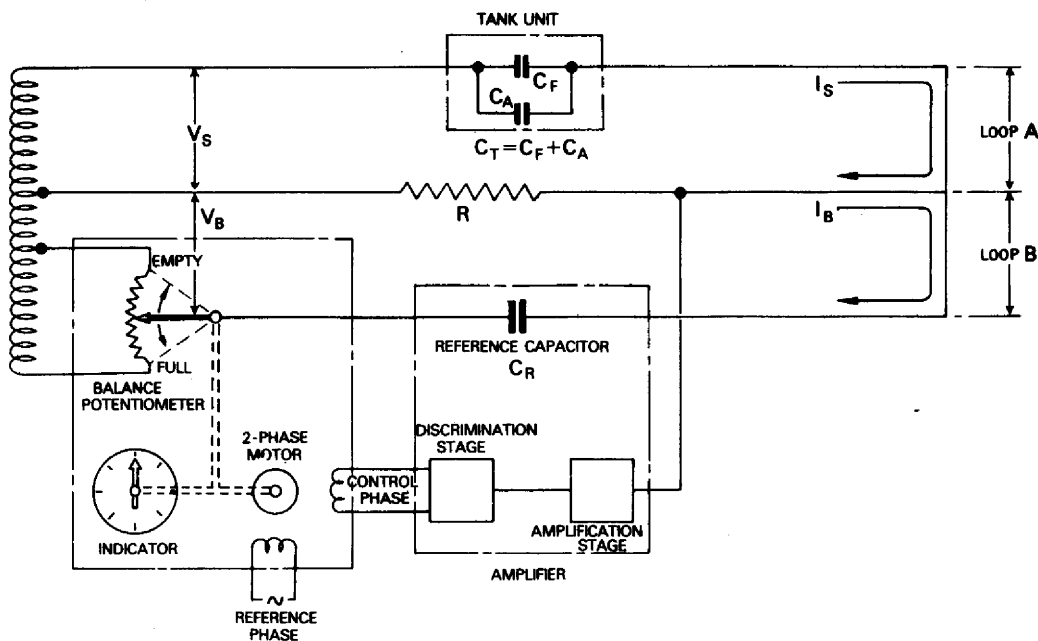 TANK UNIT
C_F
C_A
C_T=C_F+C_A
I_S
LOOP A
V_S
R
V_B
I_B
LOOP B
EMPTY
FULL
BALANCE
POTENTIOMETER
REFERENCE CAPACITOR
C_R
2-PHASE
MOTOR
DISCRIMINATION
STAGE
CONTROL
PHASE
AMPLIFICATION
STAGE
INDICATOR
AMPLIFIER
~
REFERENCE
PHASE